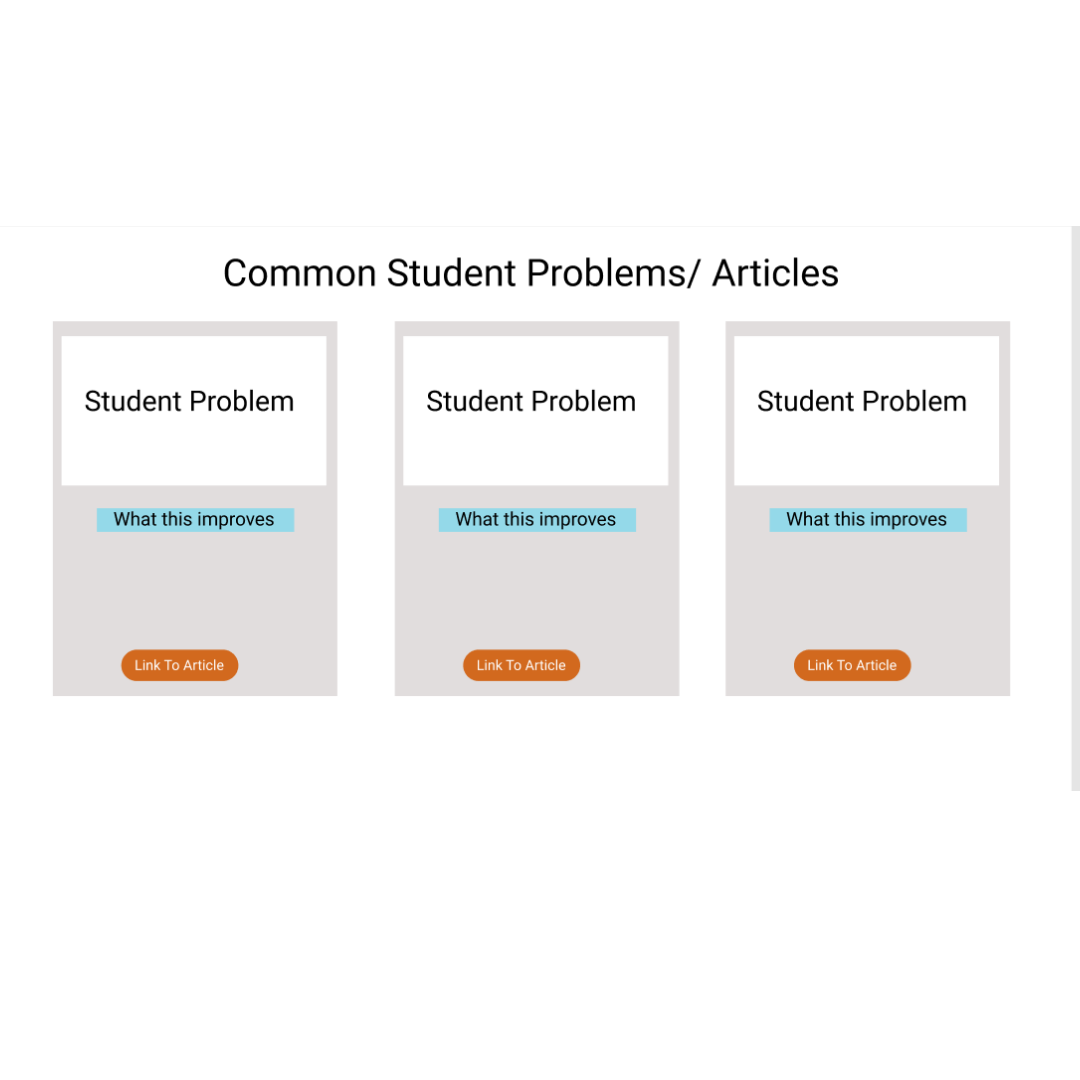 Common Student Problems/ Articles
Student Problem
Student Problem
Student Problem
What this improves
What this improves
What this improves
Link To Article
Link To Article
Link To Article